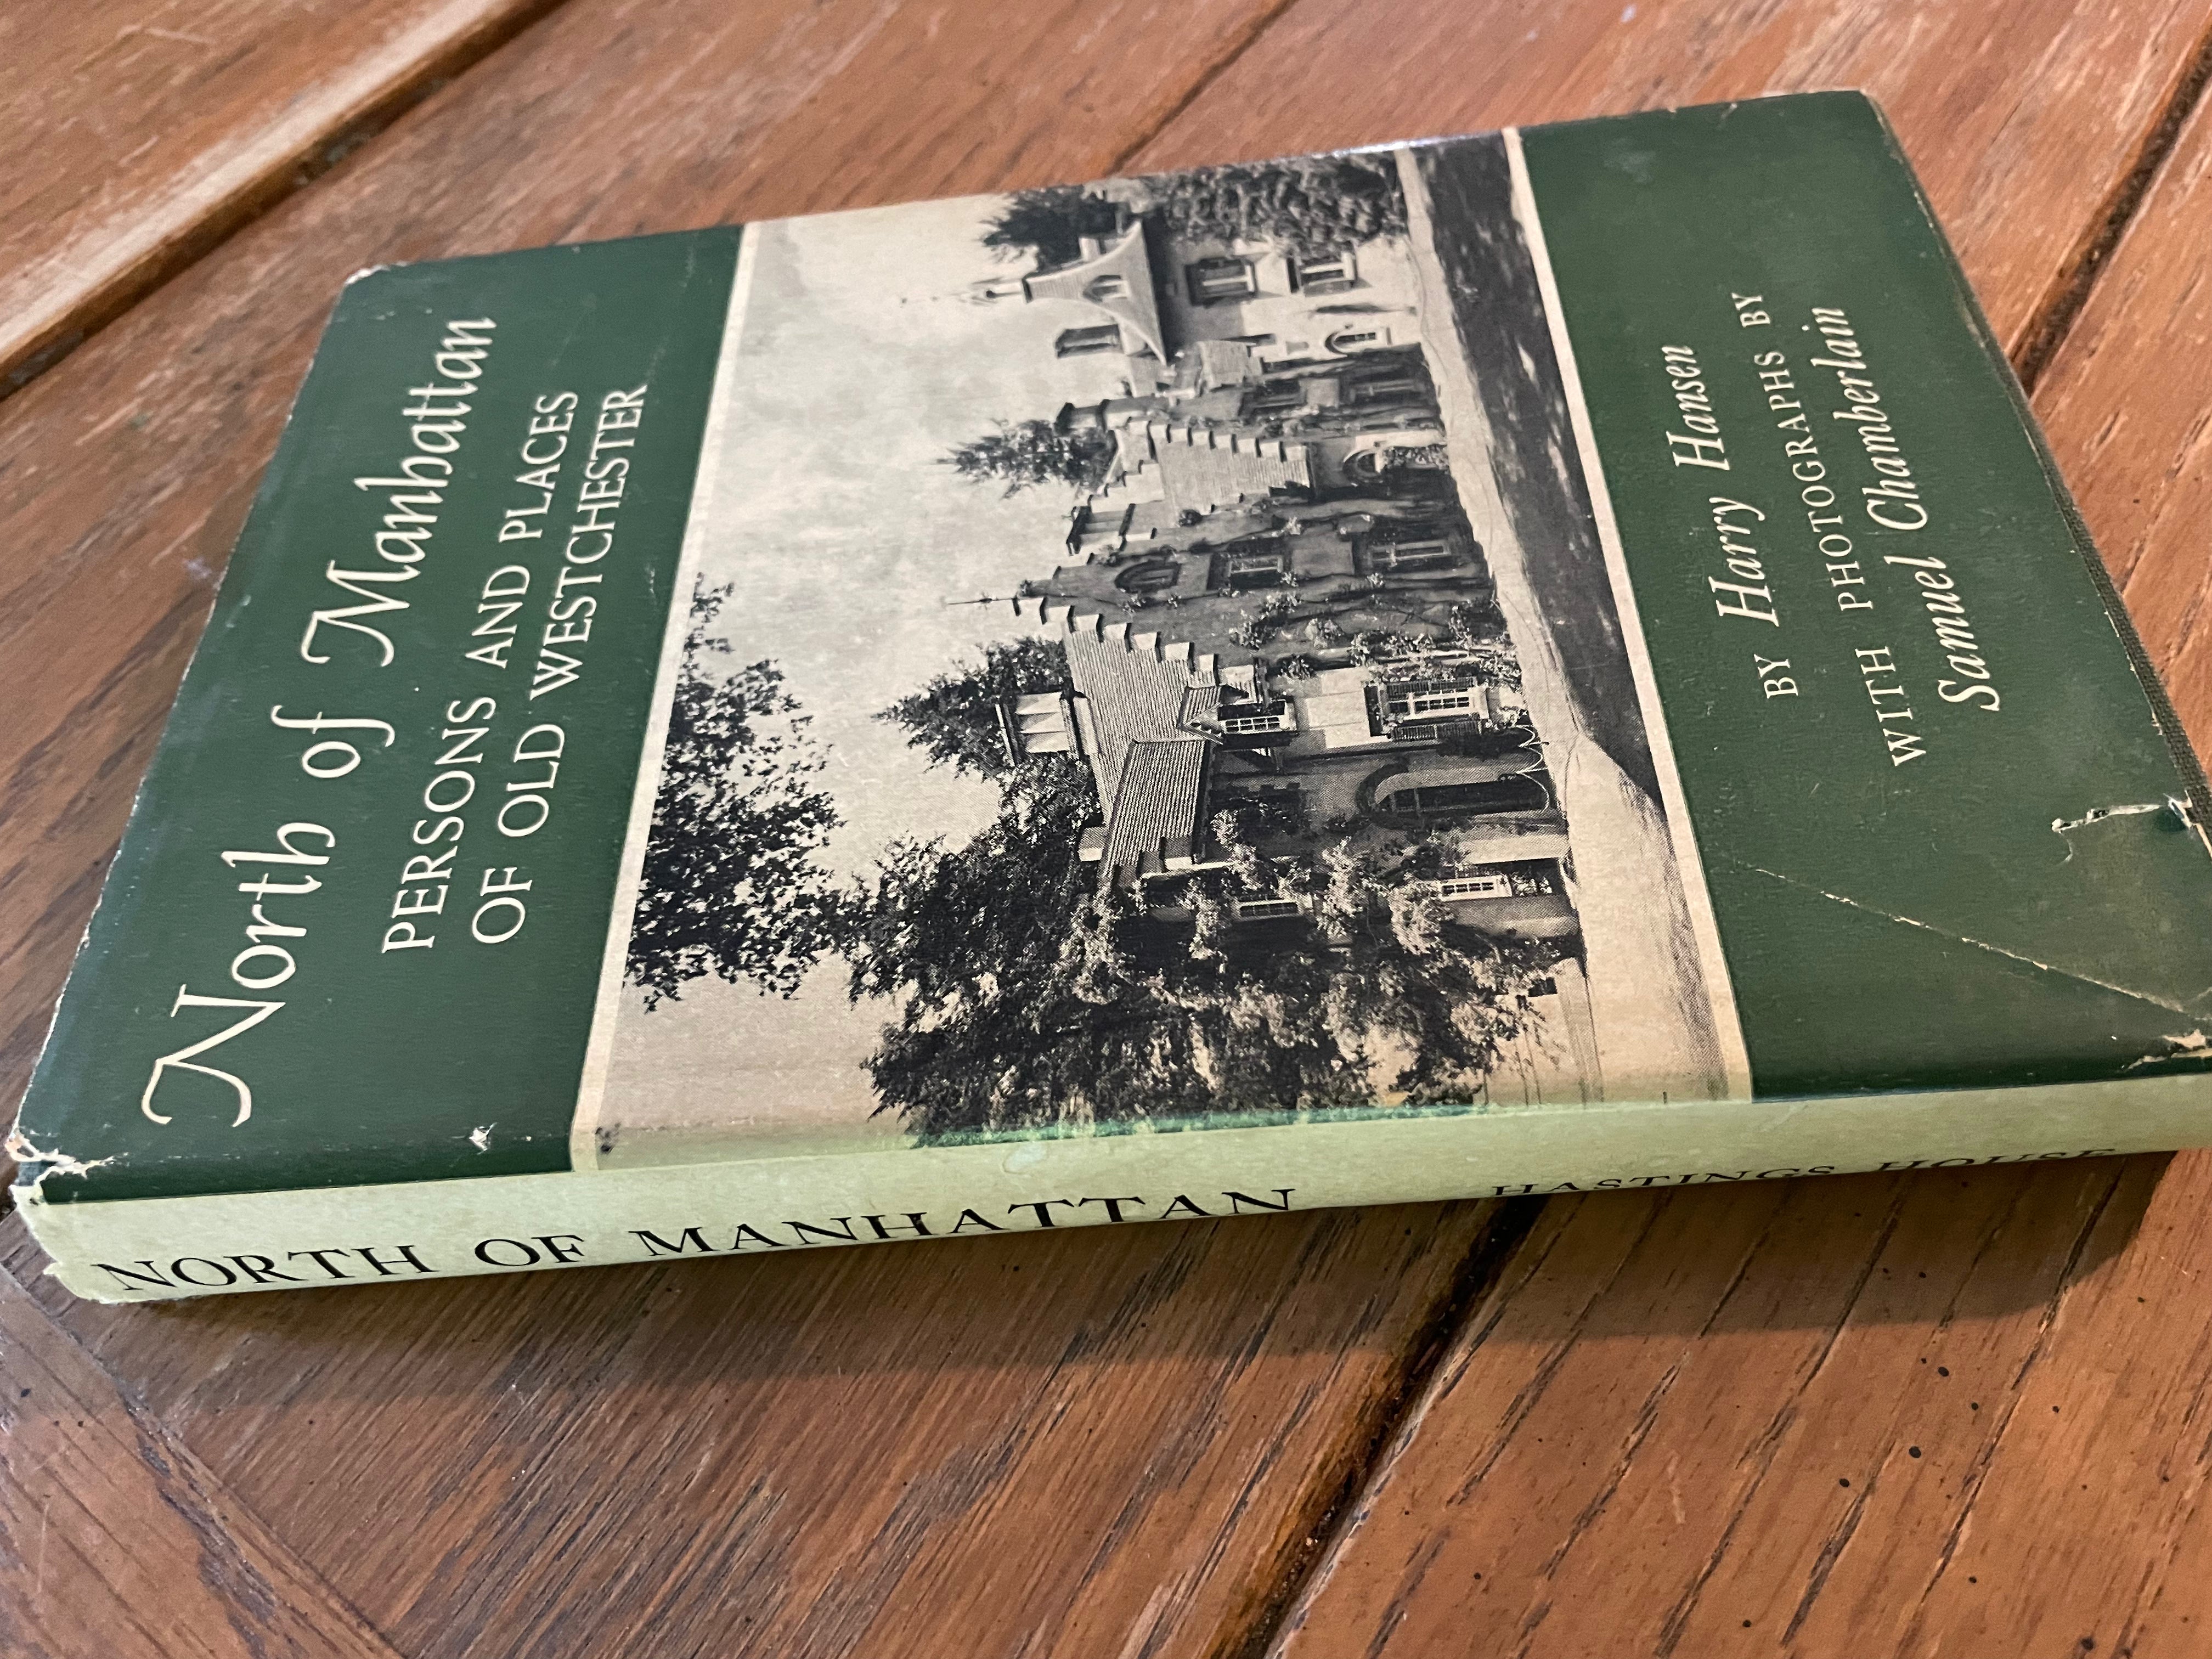 North of Manhattan
PERSONS AND PLACES
OF OLD WESTCHESTER
BY Harry Hansen
WITH PHOTOGRAPHS BY
Samuel Chamberlain
NORTH OF MANHATTAN
HASTINGS HOUSE